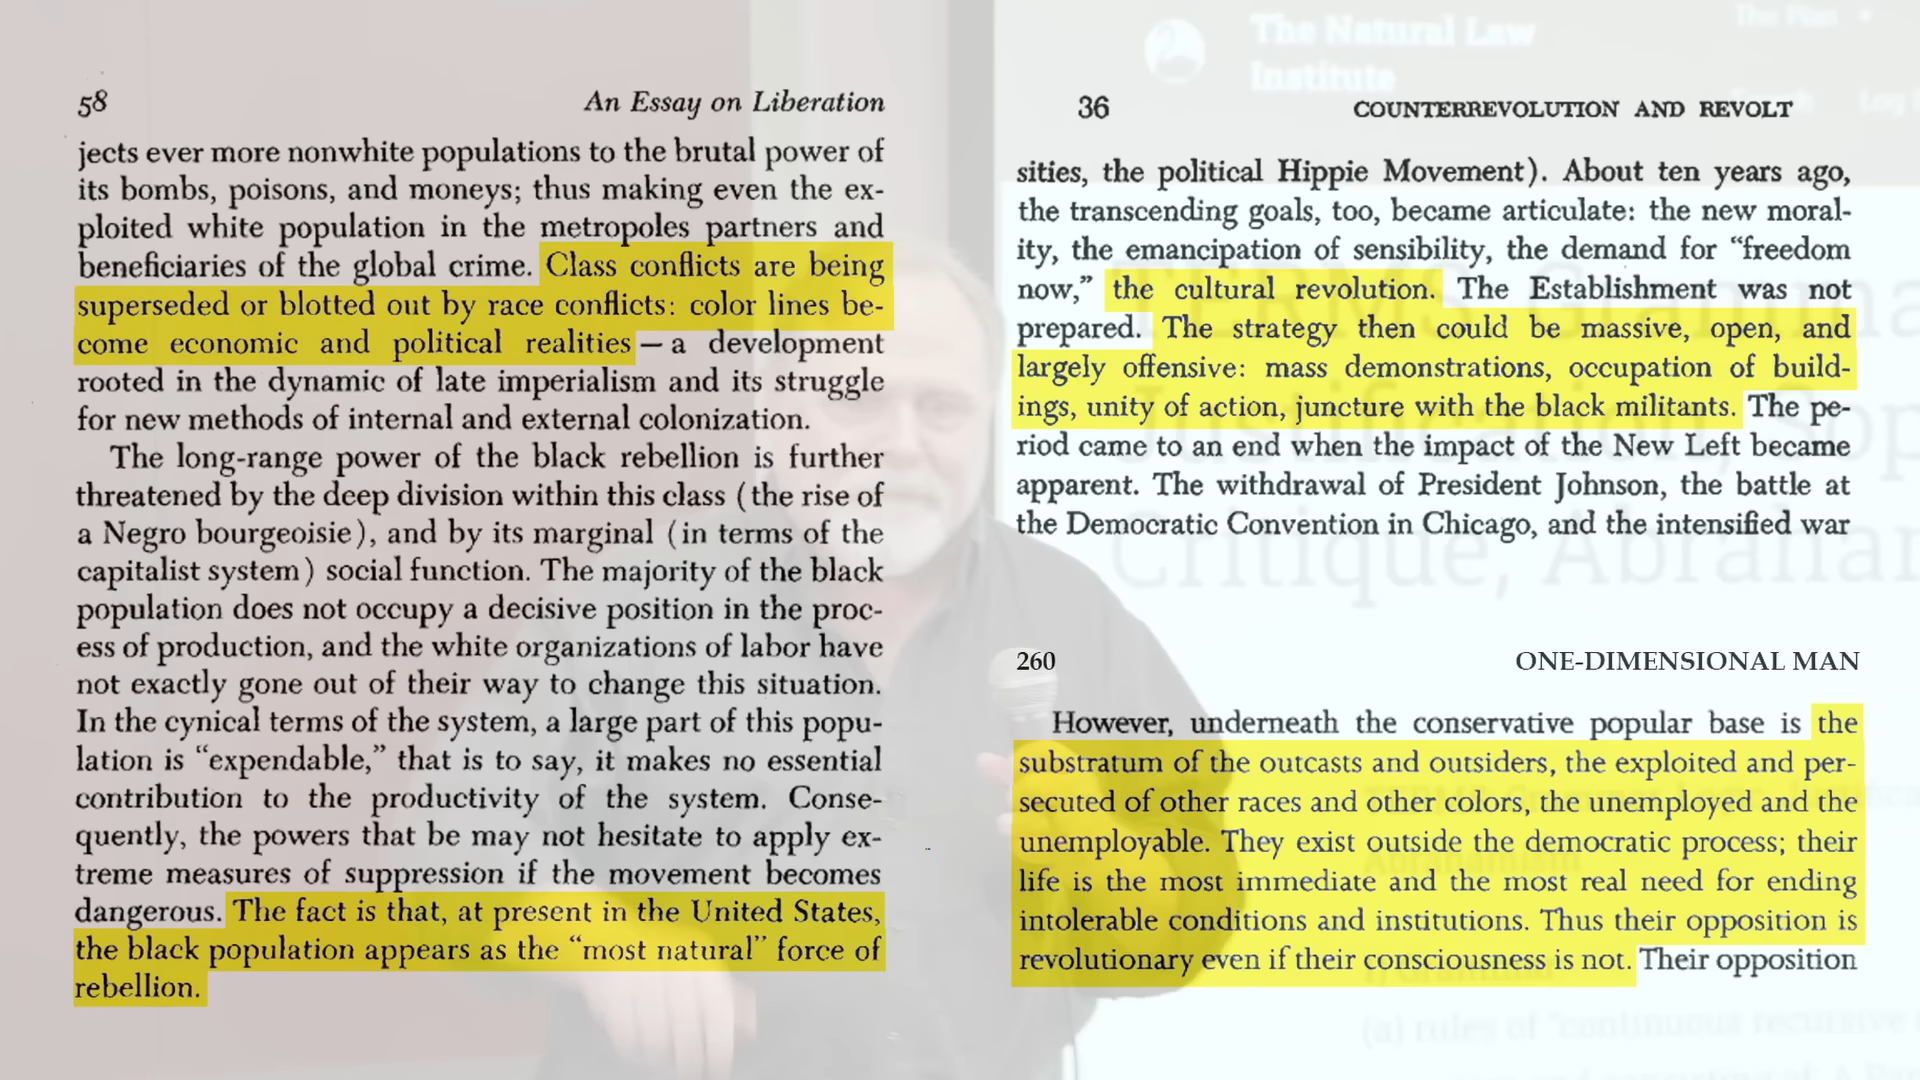 58 An Essay on Liberation
jects ever more nonwhite populations to the brutal power of
its bombs, poisons, and moneys; thus making even the ex-
ploited white population in the metropoles partners and
beneficiaries of the global crime. Class conflicts are being
superseded or blotted out by race conflicts: color lines be-
come economic and political realities — a development
rooted in the dynamic of late imperialism and its struggle
for new methods of internal and external colonization.
The long-range power of the black rebellion is further
threatened by the deep division within this class (the rise of
a Negro bourgeoisie), and by its marginal (in terms of the
capitalist system) social function. The majority of the black
population does not occupy a decisive position in the proc-
ess of production, and the white organizations of labor have
not exactly gone out of their way to change this situation.
In the cynical terms of the system, a large part of this popu-
lation is “expendable,” that is to say, it makes no essential
contribution to the productivity of the system. Conse-
quently, the powers that be may not hesitate to apply ex-
treme measures of suppression if the movement becomes
dangerous. The fact is that, at present in the United States,
the black population appears as the “most natural” force of
rebellion.
The Natural Law
Institute
The Plan
36 COUNTERREVOLUTION AND REVOLT
sities, the political Hippie Movement). About ten years ago,
the transcending goals, too, became articulate: the new moral-
ity, the emancipation of sensibility, the demand for “freedom
now,” the cultural revolution. The Establishment was not
prepared. The strategy then could be massive, open, and
largely offensive: mass demonstrations, occupation of build-
ings, unity of action, juncture with the black militants. The pe-
riod came to an end when the impact of the New Left became
apparent. The withdrawal of President Johnson, the battle at
the Democratic Convention in Chicago, and the intensified war
Critique, Abraham
260 ONE-DIMENSIONAL MAN
However, underneath the conservative popular base is the
substratum of the outcasts and outsiders, the exploited and per-
secuted of other races and other colors, the unemployed and the
unemployable. They exist outside the democratic process; their
life is the most immediate and the most real need for ending
intolerable conditions and institutions. Thus their opposition is
revolutionary even if their consciousness is not. Their opposition
(a) rules of "continuous recursive